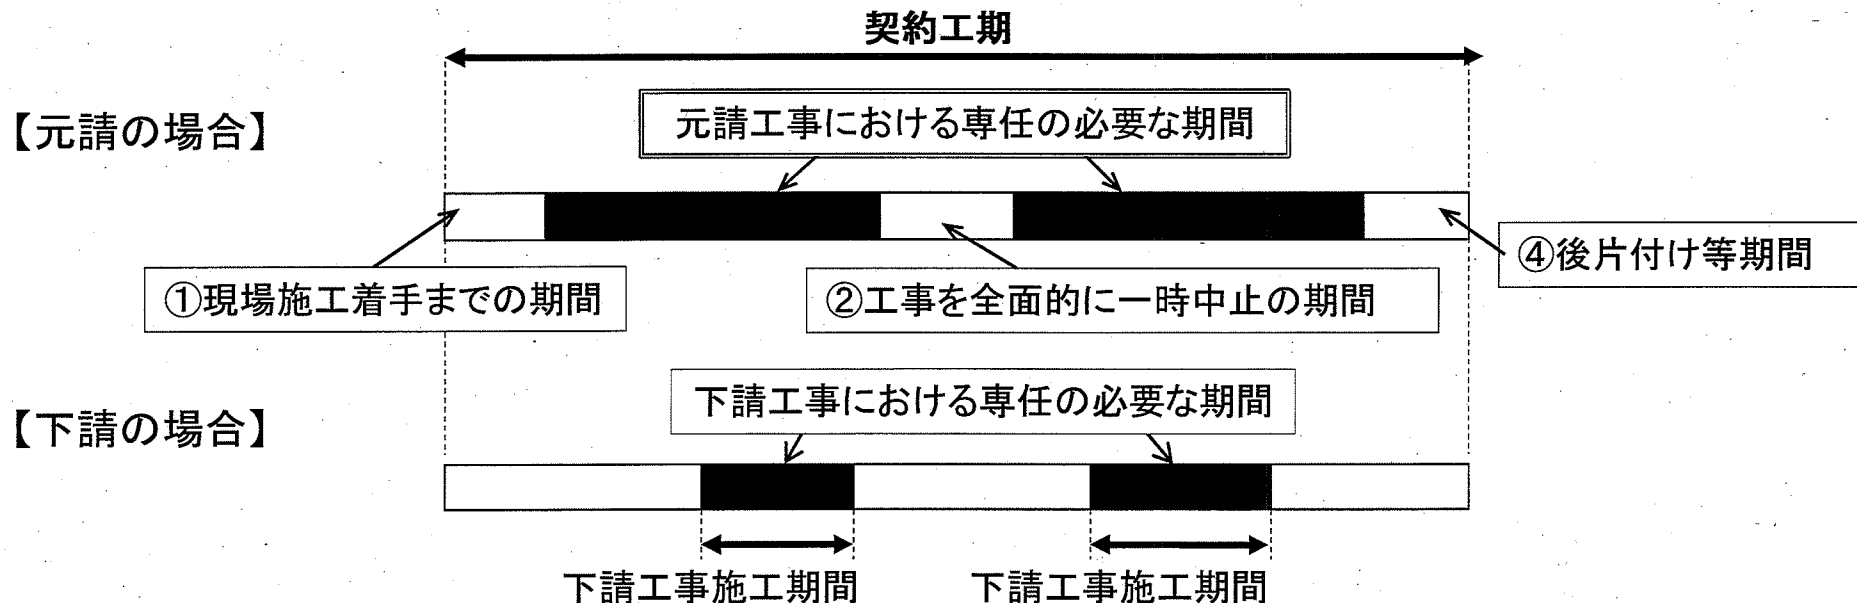 契約工期
【元請の場合】
元請工事における専任の必要な期間
①現場施工着手までの期間
②工事を全面的に一時中止の期間
④後片付け等期間
【下請の場合】
下請工事における専任の必要な期間
下請工事施工期間
下請工事施工期間